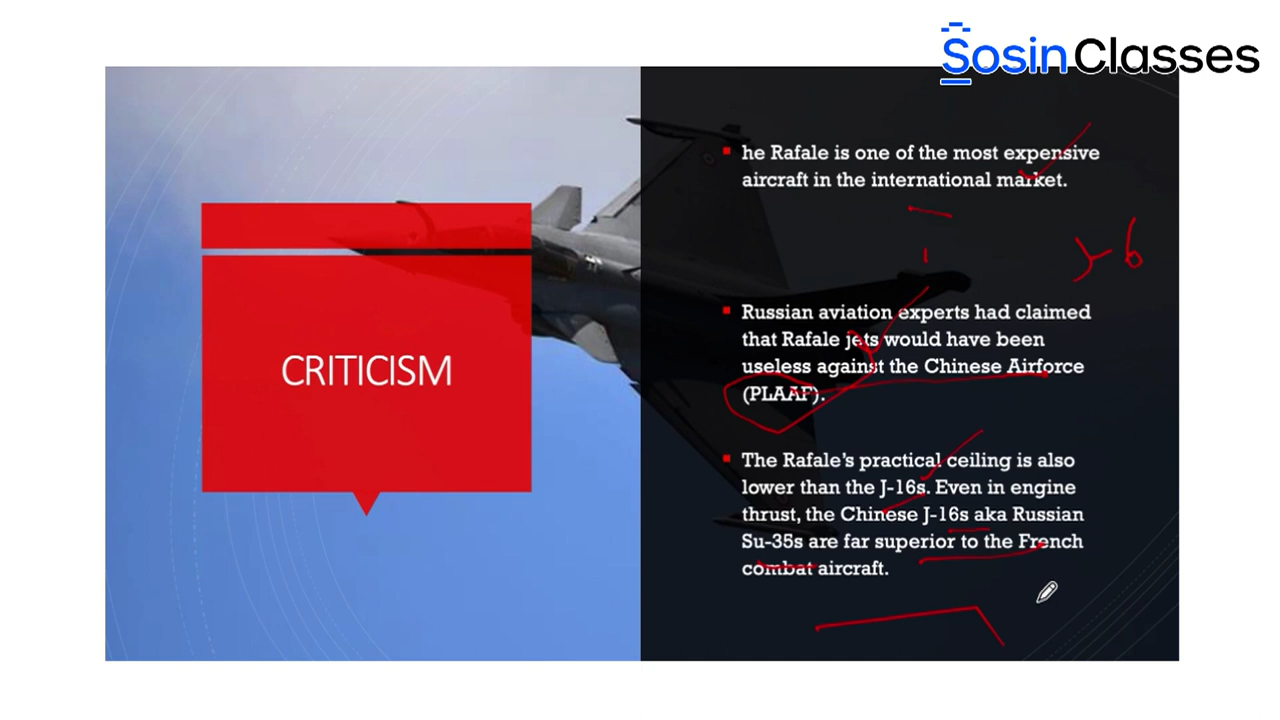 SosinClasses
CRITICISM
he Rafale is one of the most expensive
aircraft in the international market.
J-6
Russian aviation experts had claimed
that Rafale jets would have been
useless against the Chinese Airforce
(PLAAF).
The Rafale's practical ceiling is also
lower than the J-16s. Even in engine
thrust, the Chinese J-16s aka Russian
Su-35s are far superior to the French
combat aircraft.